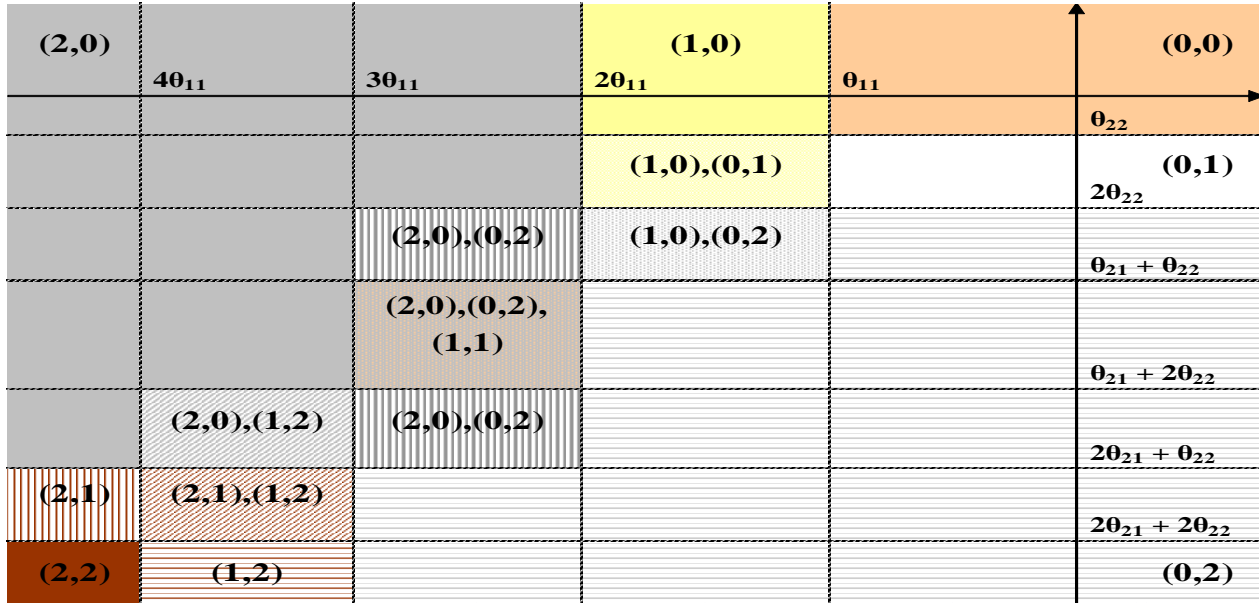 (2,0)
(1,0)
(0,0)
4θ₁₁
3θ₁₁
2θ₁₁
θ₁₁
θ₂₂
(1,0),(0,1)
(0,1)
2θ₂₂
(2,0),(0,2)
(1,0),(0,2)
θ₂₁ + θ₂₂
(2,0),(0,2),
(1,1)
θ₂₁ + 2θ₂₂
(2,0),(1,2)
(2,0),(0,2)
2θ₂₁ + θ₂₂
(2,1)
(2,1),(1,2)
2θ₂₁ + 2θ₂₂
(2,2)
(1,2)
(0,2)